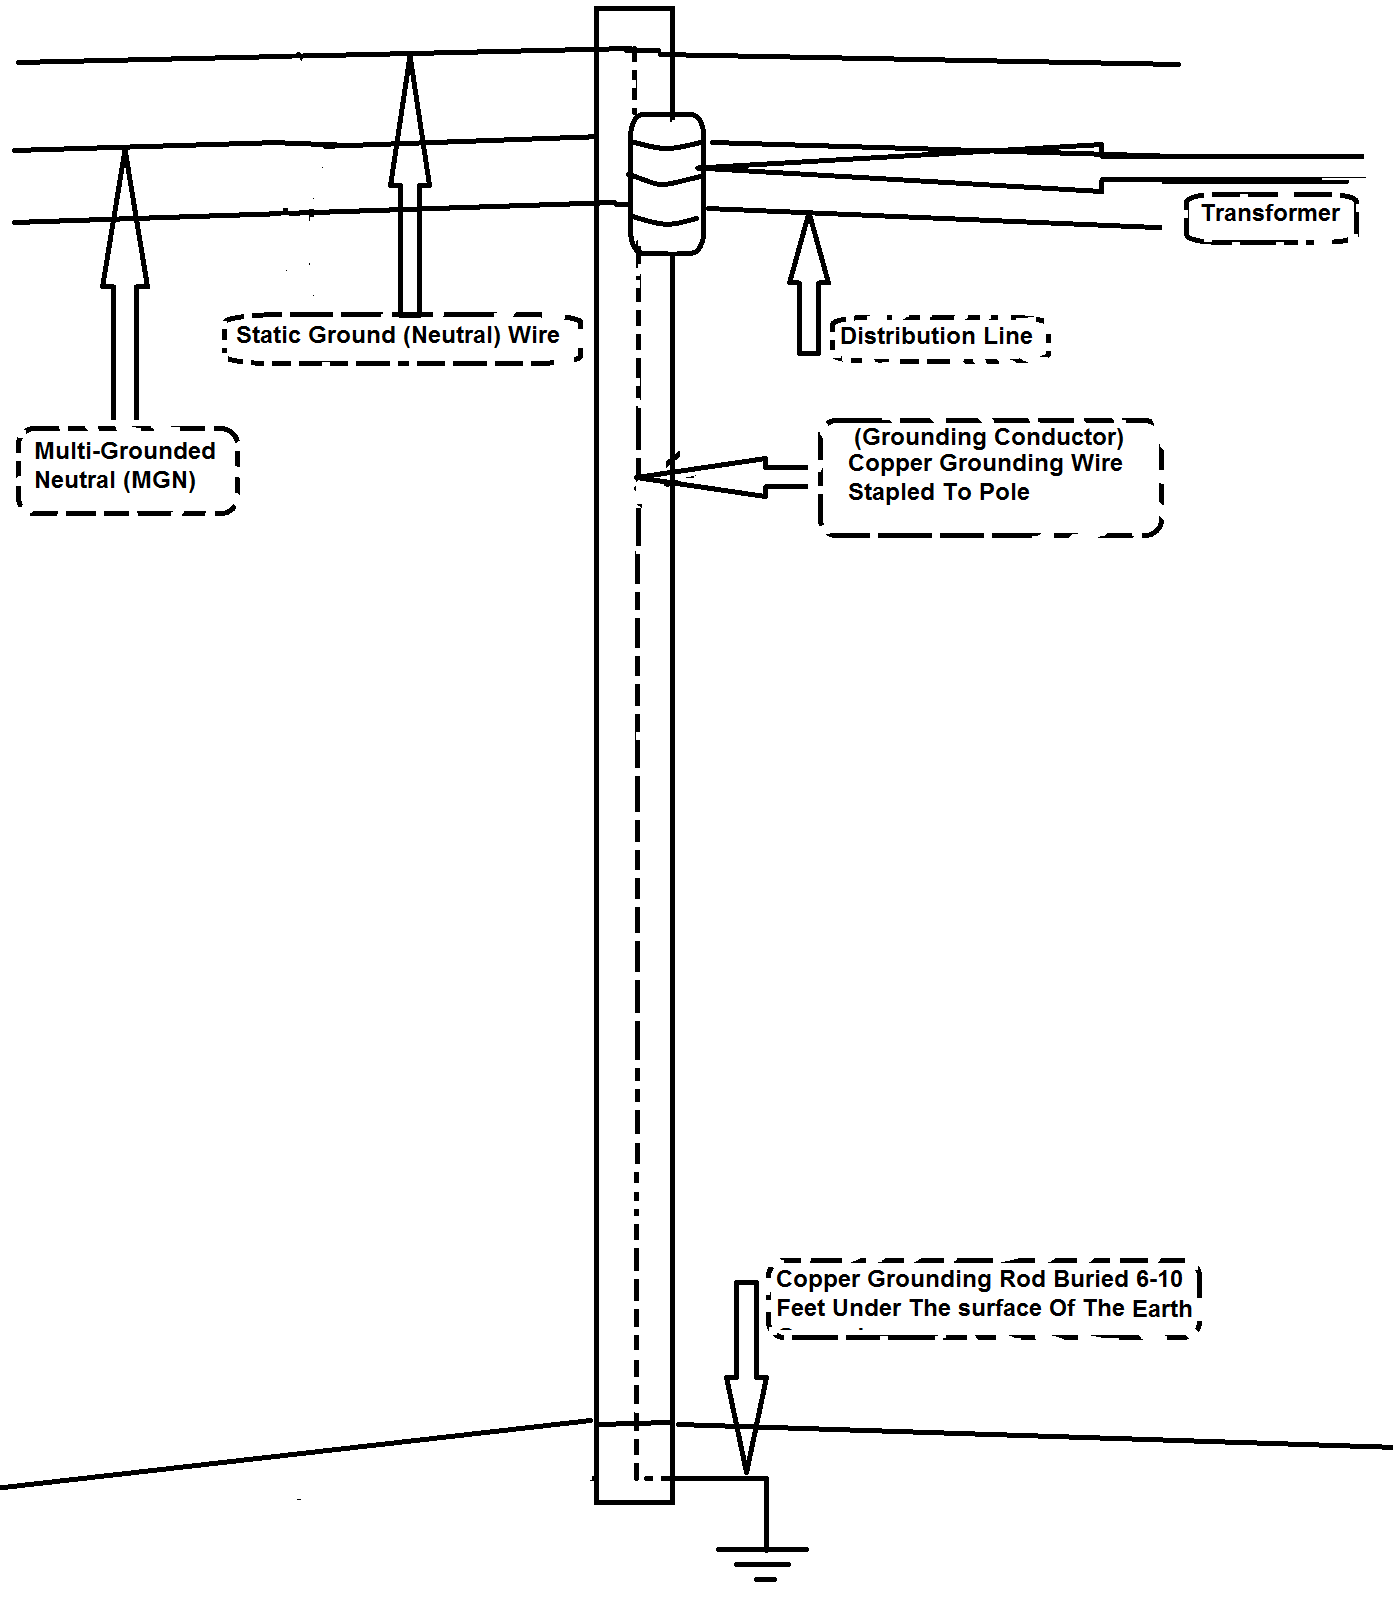 Transformer
Static Ground (Neutral) Wire
Distribution Line
Multi-Grounded
Neutral (MGN)
(Grounding Conductor)
Copper Grounding Wire
Stapled To Pole
Copper Grounding Rod Buried 6-10
Feet Under The surface Of The Earth